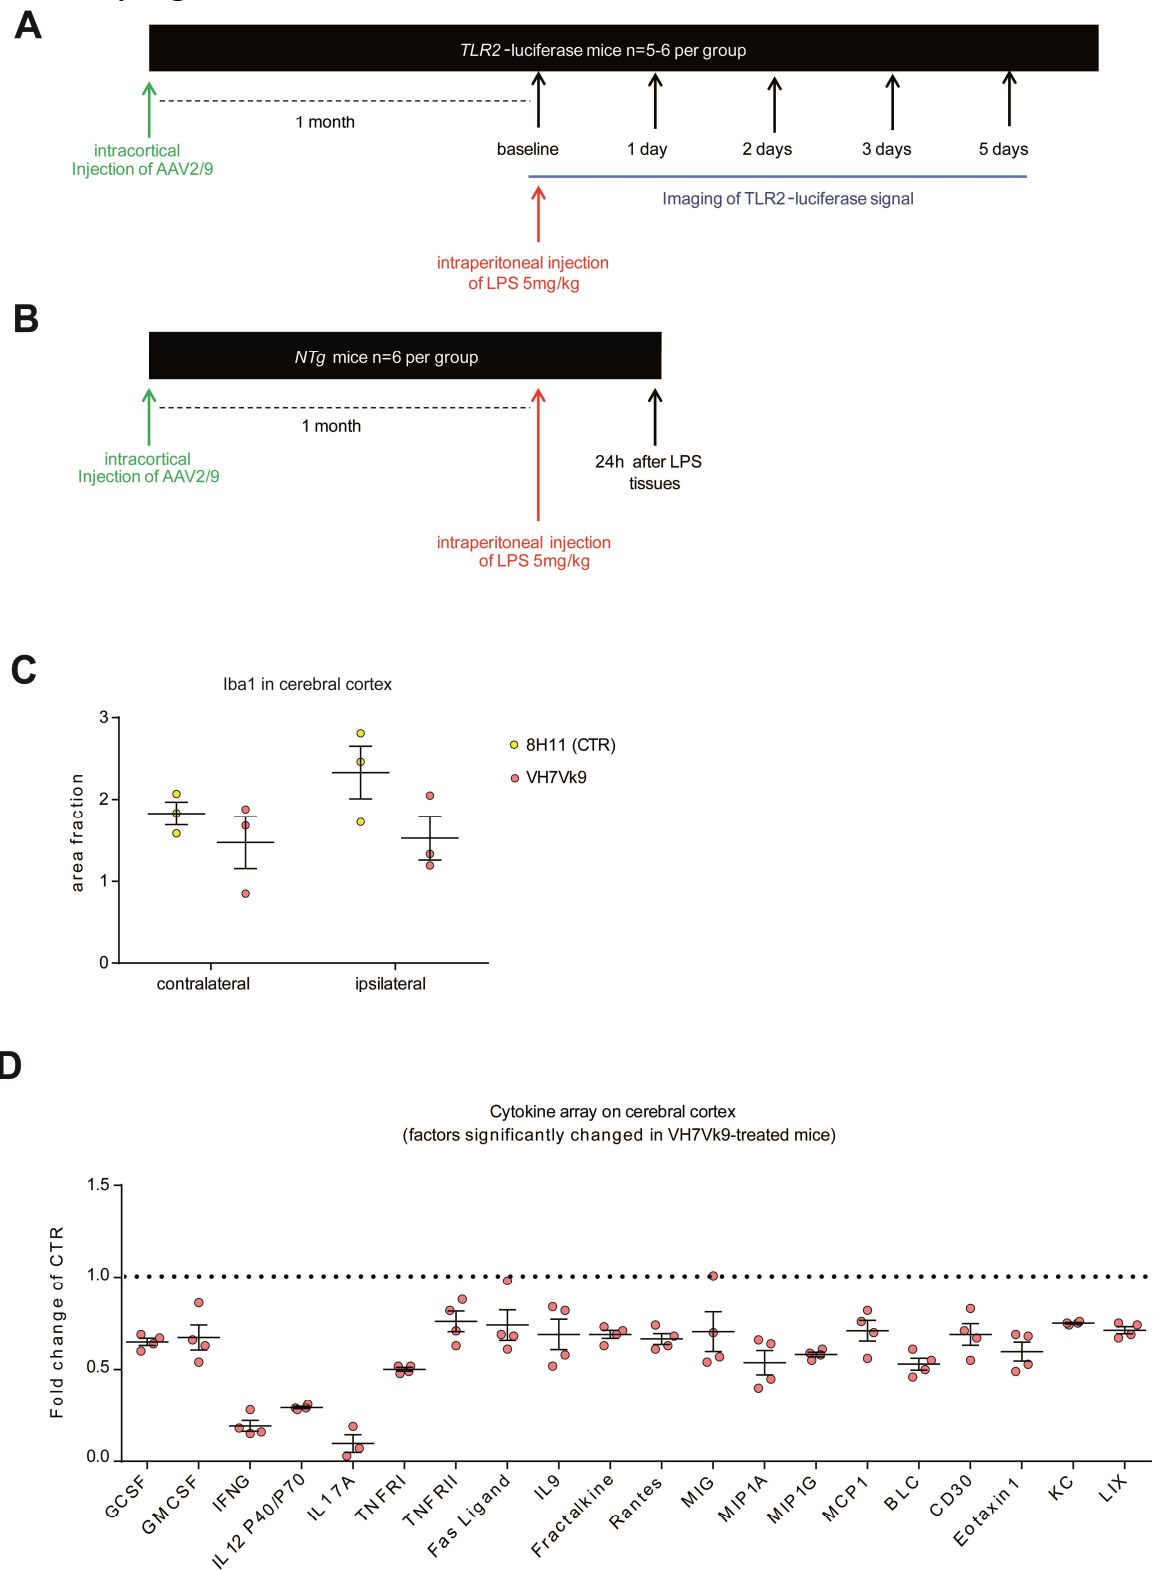 A
TLR2-luciferase mice n=5-6 per group
1 month
intracortical
Injection of AAV2/9
baseline
1 day
2 days
3 days
5 days
Imaging of TLR2-luciferase signal
intraperitoneal injection
of LPS 5mg/kg
B
NTg mice n=6 per group
1 month
intracortical
Injection of AAV2/9
24h after LPS
tissues
intraperitoneal injection
of LPS 5mg/kg
C
Iba1 in cerebral cortex
area fraction
3
2
1
0
contralateral
ipsilateral
8H11 (CTR)
VH7Vk9
D
Cytokine array on cerebral cortex
(factors significantly changed in VH7Vk9-treated mice)
Fold change of CTR
1.5
1.0
0.5
0.0
GCSF
GMCSF
IFNG
IL12 P40/P70
IL17A
TNFRI
TNFRII
Fas Ligand
IL9
Fractalkine
Rantes
MIG
MIP1A
MIP1G
MCP1
BLC
CD30
Eotaxin1
KC
LIX